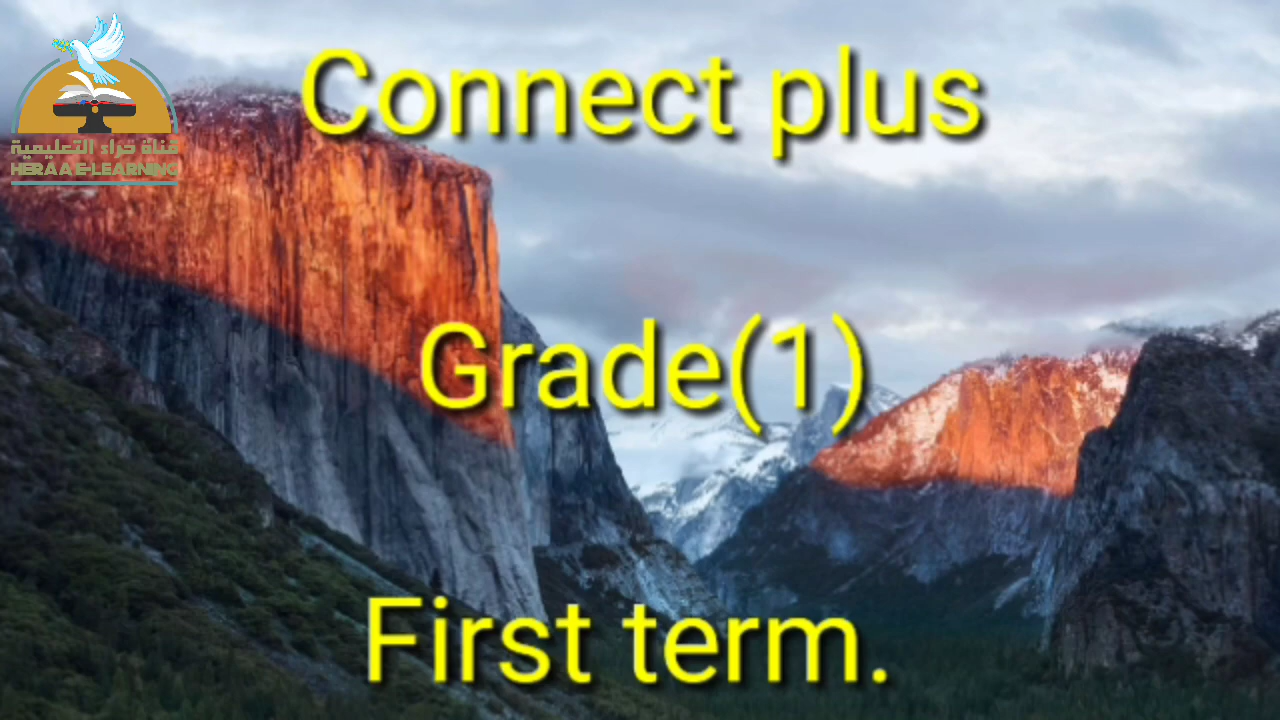 Connect plus
قناة حراء التعليمية
HERAA E-LEARNING
Grade(1)
First term.